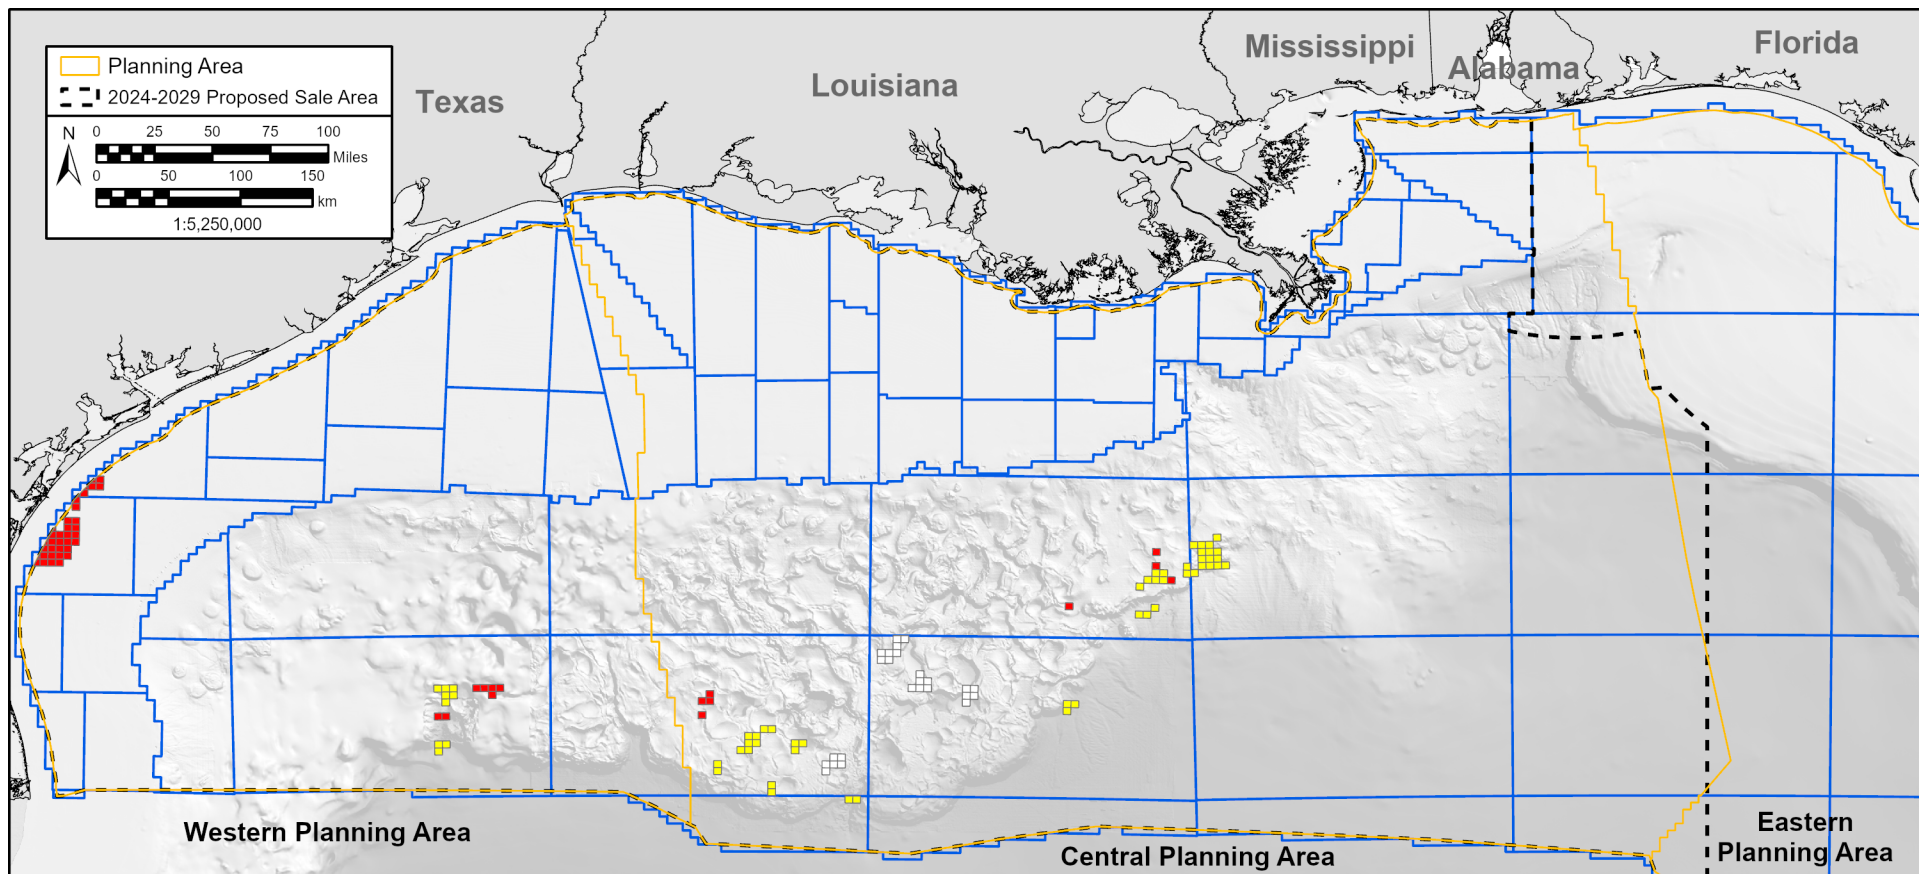 Planning Area
2024-2029 Proposed Sale Area
N
0 25 50 75 100
Miles
0 50 100 150
km
1:5,250,000
Texas
Louisiana
Mississippi
Alabama
Florida
Western Planning Area
Central Planning Area
Eastern
Planning Area